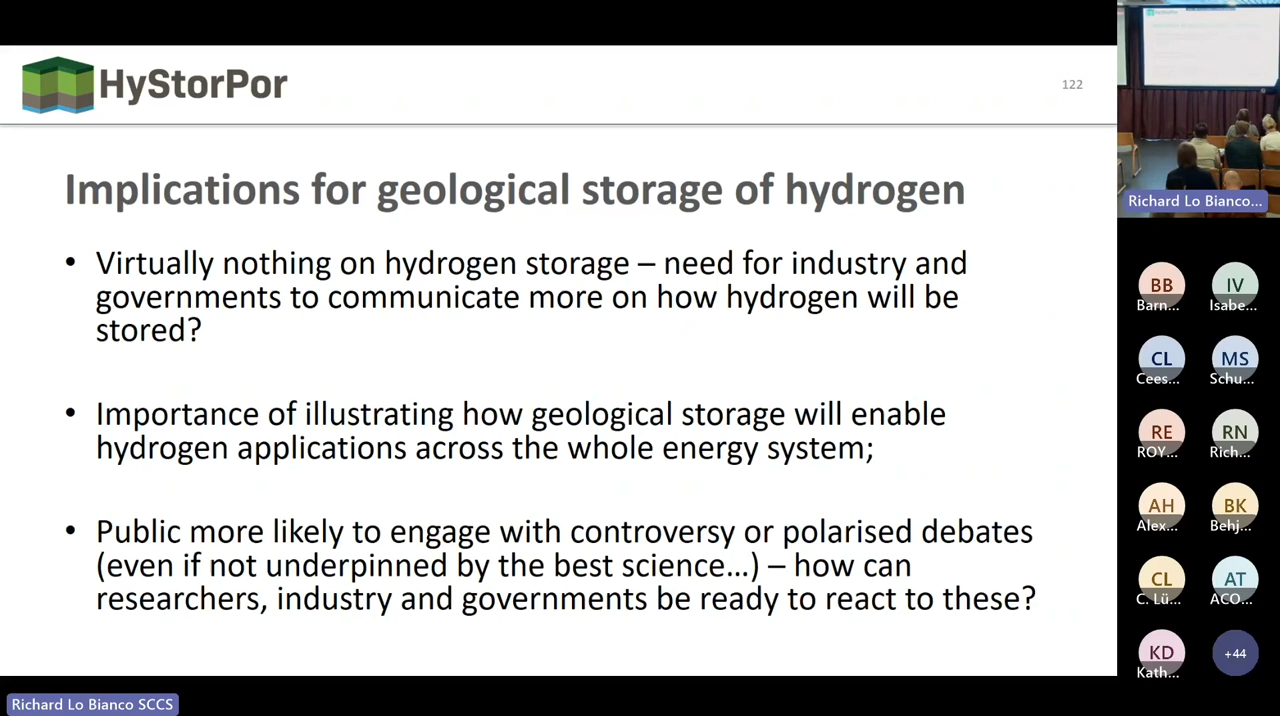 HyStorPor
122
Implications for geological storage of hydrogen
• Virtually nothing on hydrogen storage – need for industry and
governments to communicate more on how hydrogen will be
stored?
• Importance of illustrating how geological storage will enable
hydrogen applications across the whole energy system;
• Public more likely to engage with controversy or polarised debates
(even if not underpinned by the best science…) – how can
researchers, industry and governments be ready to react to these?
Richard Lo Bianco...
BB
IV
Barn...
Isabe...
CL
MS
Cees...
Schu...
RE
RN
ROY...
Rich...
AH
BK
Alex...
Behj...
CL
AT
C. Lü...
ACO...
KD
+44
Kath...
Richard Lo Bianco SCCS